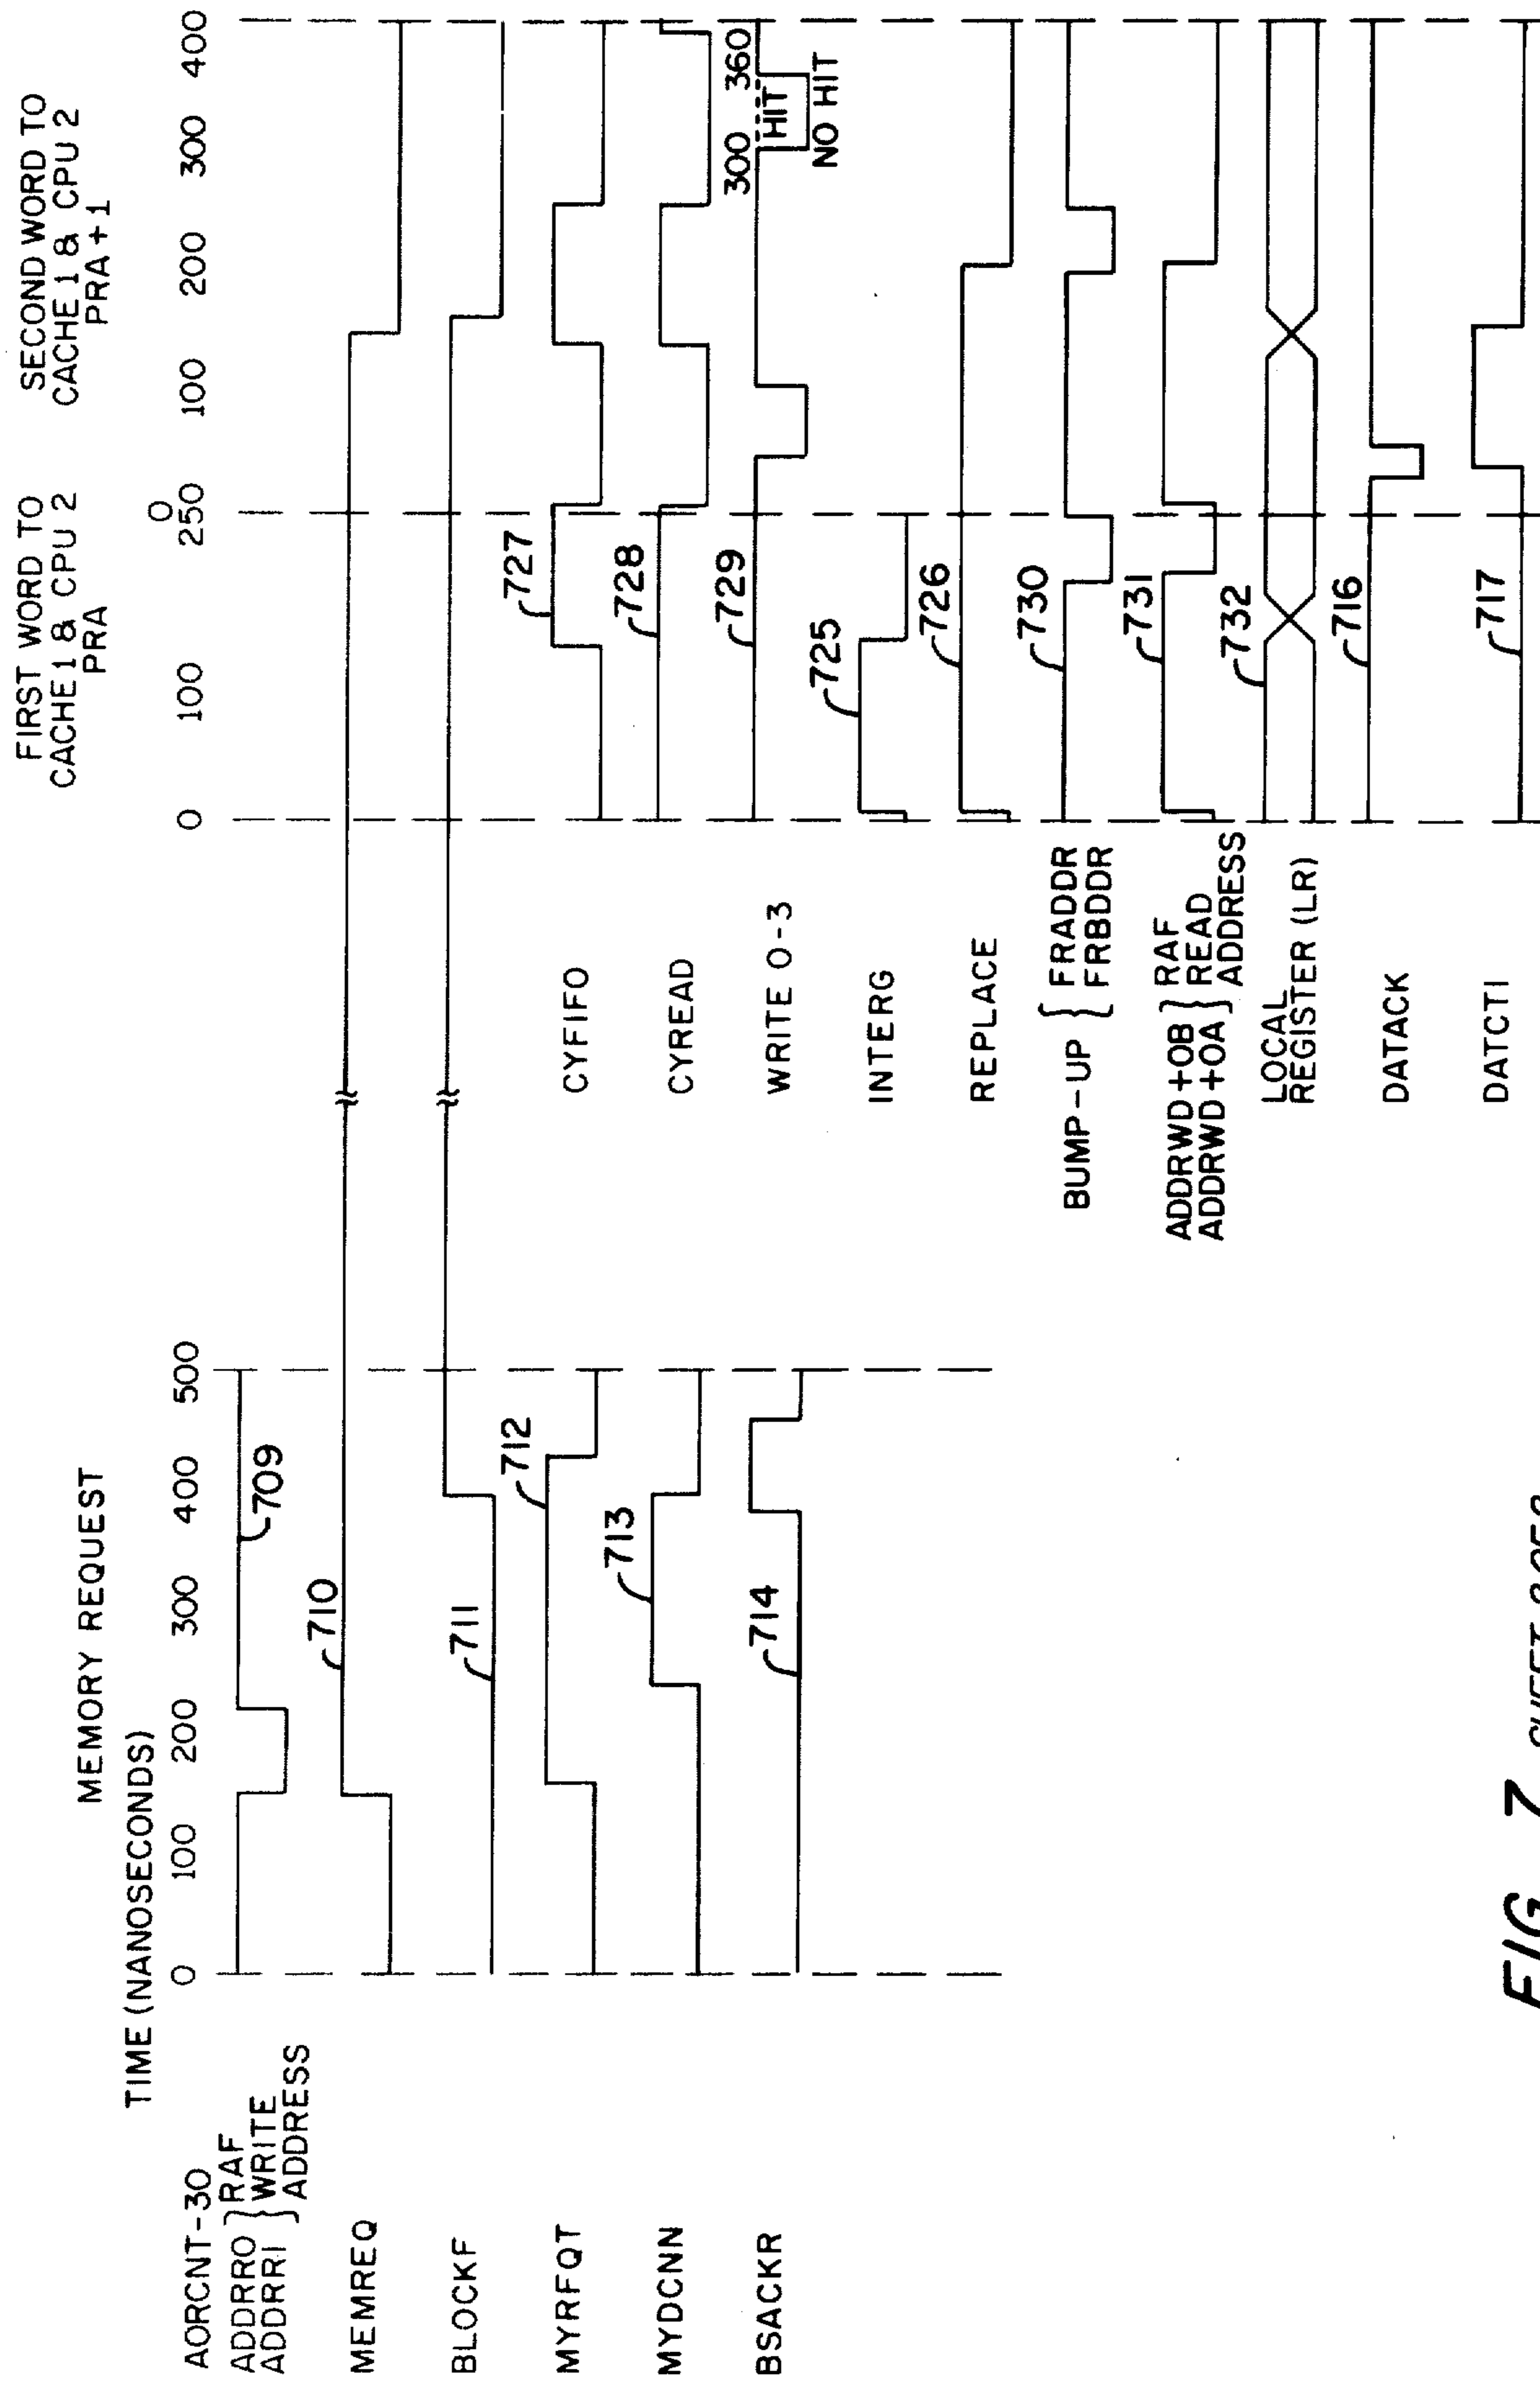 MEMORY REQUEST
TIME (NANOSECONDS)
0 100 200 300 400 500
AORCNT-30
ADDRRO } RAF
ADDRRI } WRITE
ADDRESS
709
MEMREQ
710
BLOCKF
711
MYRFQT
712
MYDCNN
713
BSACKR
714
FIRST WORD TO
CACHE 1 & CPU 2
PRA
SECOND WORD TO
CACHE 1 & CPU 2
PRA + 1
0 100 250
0 100 200 300 400
CYFIFO
727
CYREAD
728
WRITE 0-3
729
300 360
HIT
NO HIT
INTERG
725
REPLACE
726
BUMP-UP { FRADDR
FRBDDR
730
ADDRWD+OB } RAF
ADDRWD+OA } READ
ADDRESS
731
LOCAL
REGISTER (LR)
732
DATACK
716
DATCTI
717
FIG. 7